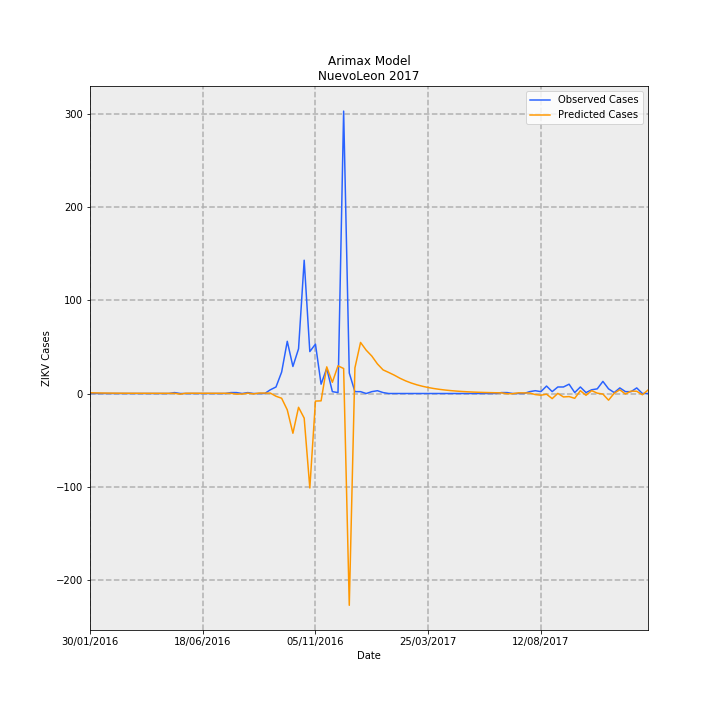 Arimax Model
NuevoLeon 2017
Observed Cases
Predicted Cases
300
200
100
0
−100
−200
ZIKV Cases
30/01/2016
18/06/2016
05/11/2016
25/03/2017
12/08/2017
Date